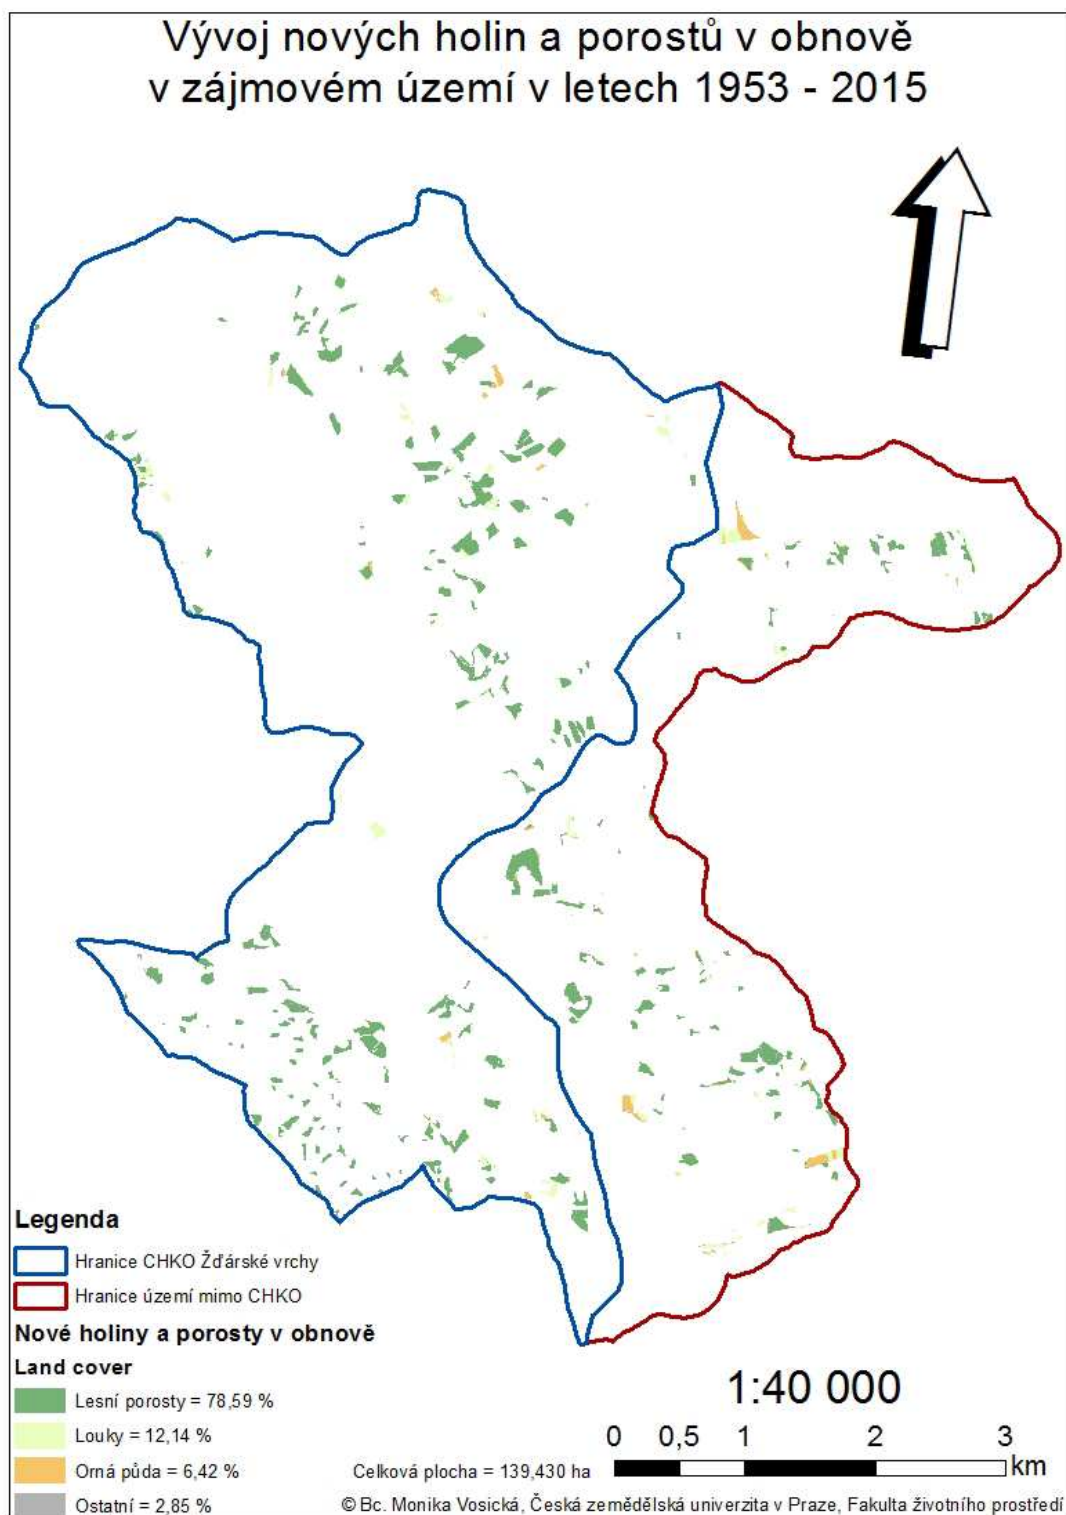 Vývoj nových holin a porostů v obnově
v zájmovém území v letech 1953 - 2015
Legenda
Hranice CHKO Žďárské vrchy
Hranice území mimo CHKO
Nové holiny a porosty v obnově
Land cover
Lesní porosty = 78,59 %
Louky = 12,14 %
Orná půda = 6,42 %
Ostatní = 2,85 %
1:40 000
0 0,5 1 2 3
km
Celková plocha = 139,430 ha
© Bc. Monika Vosická, Česká zemědělská univerzita v Praze, Fakulta životního prostředí